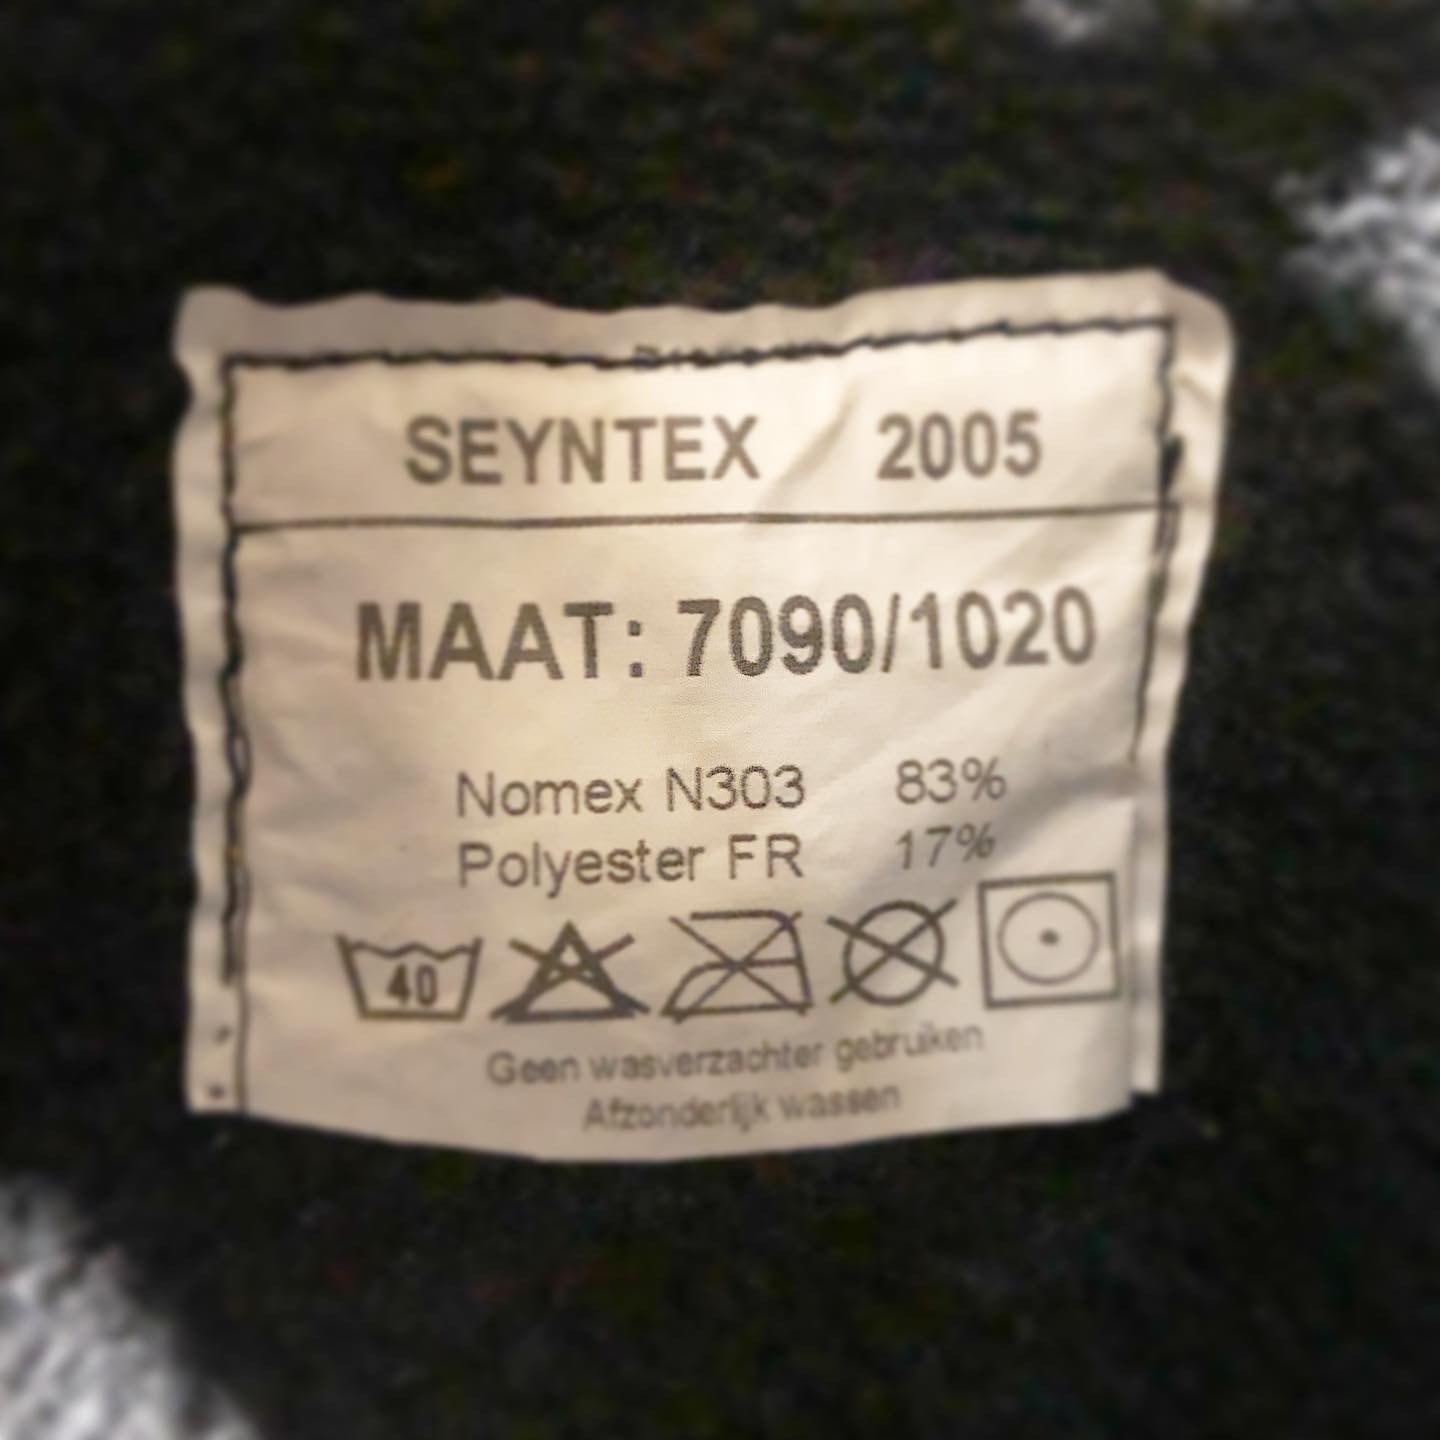 SEYNTEX 2005
MAAT: 7090/1020
Nomex N303 83%
Polyester FR 17%
40
Geen wasverzachter gebruiken
Afzonderlijk wassen